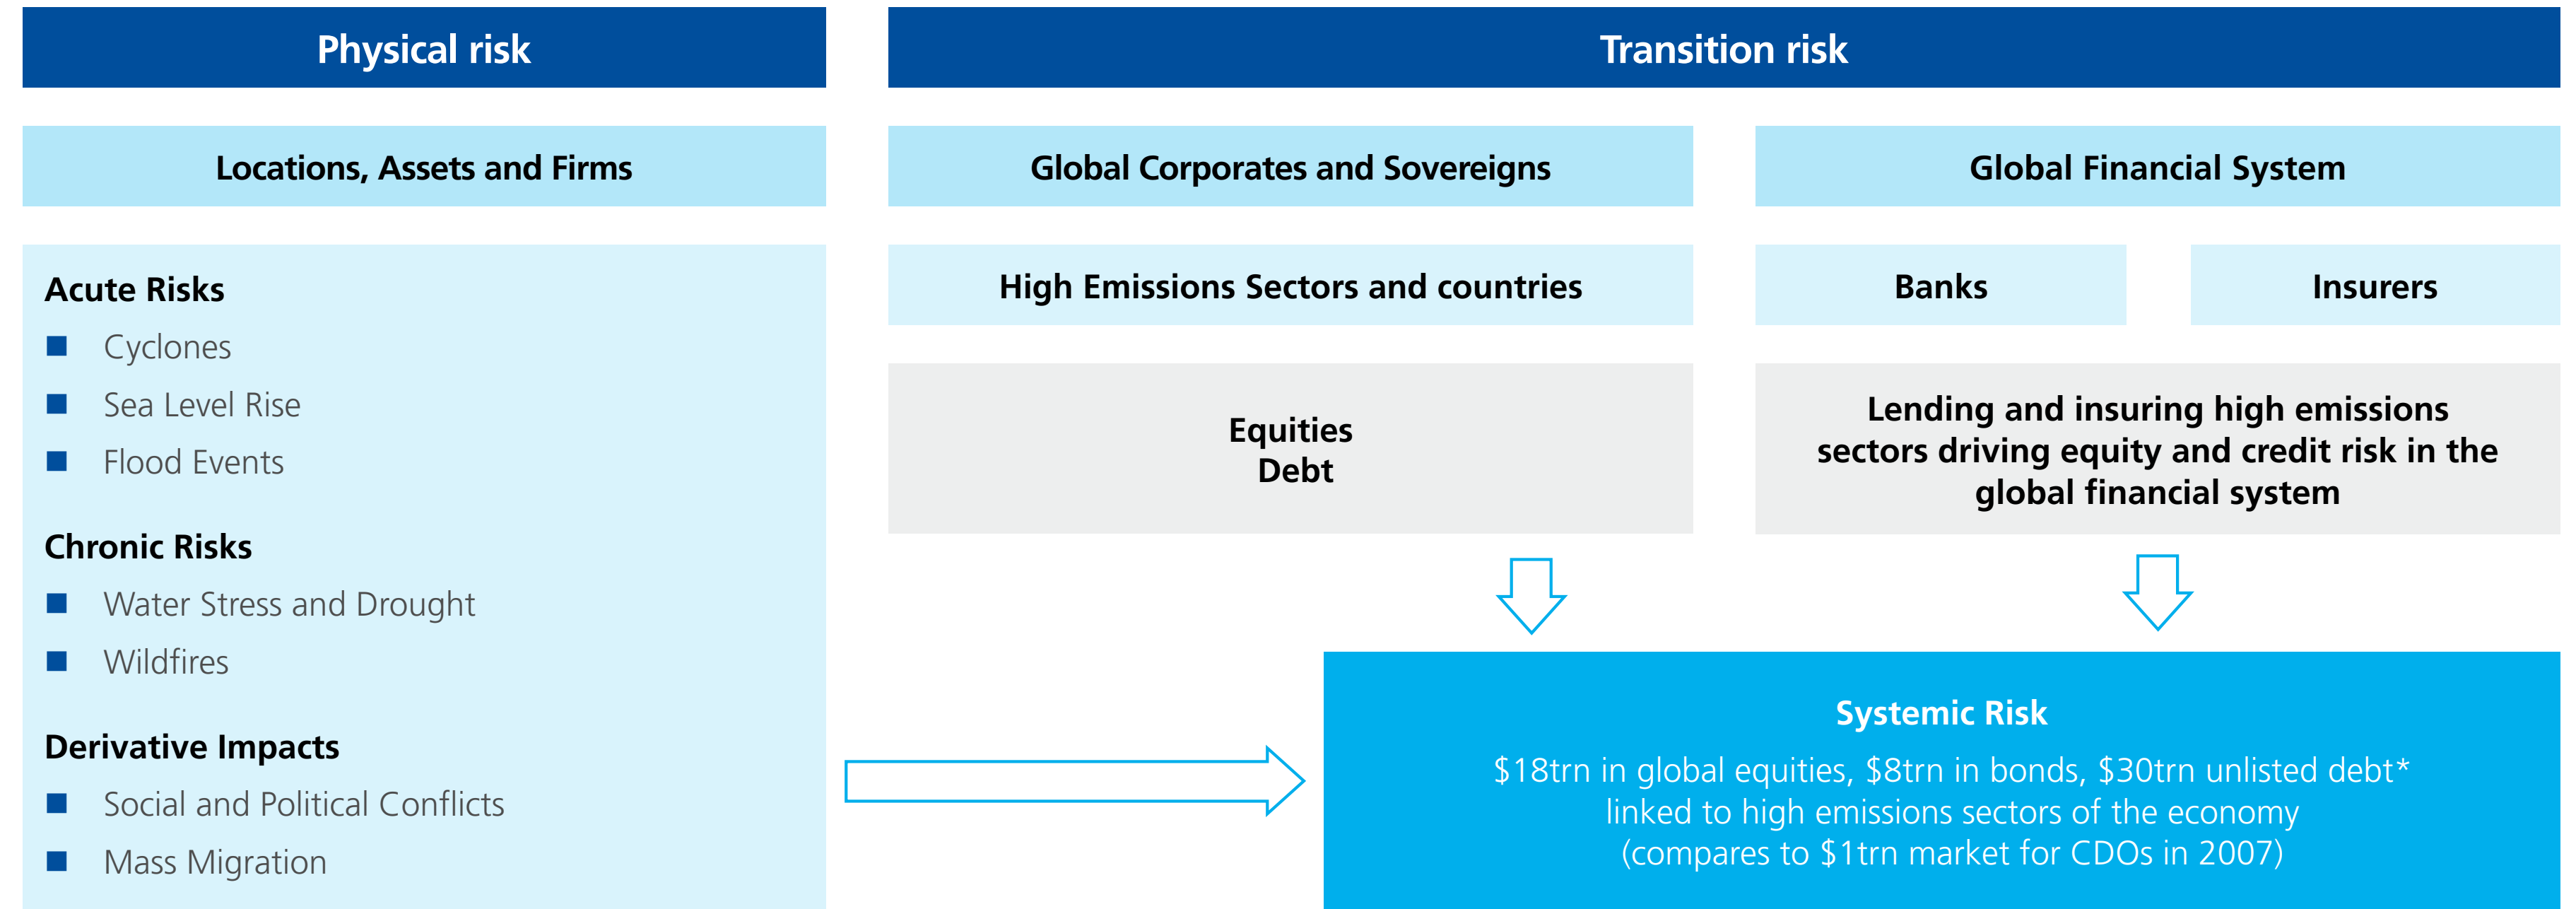 Physical risk
Transition risk
Locations, Assets and Firms
Global Corporates and Sovereigns
Global Financial System
Acute Risks
Cyclones
Sea Level Rise
Flood Events
Chronic Risks
Water Stress and Drought
Wildfires
Derivative Impacts
Social and Political Conflicts
Mass Migration
High Emissions Sectors and countries
Banks
Insurers
Equities
Debt
Lending and insuring high emissions
sectors driving equity and credit risk in the
global financial system
Systemic Risk
$18trn in global equities, $8trn in bonds, $30trn unlisted debt*
linked to high emissions sectors of the economy
(compares to $1trn market for CDOs in 2007)